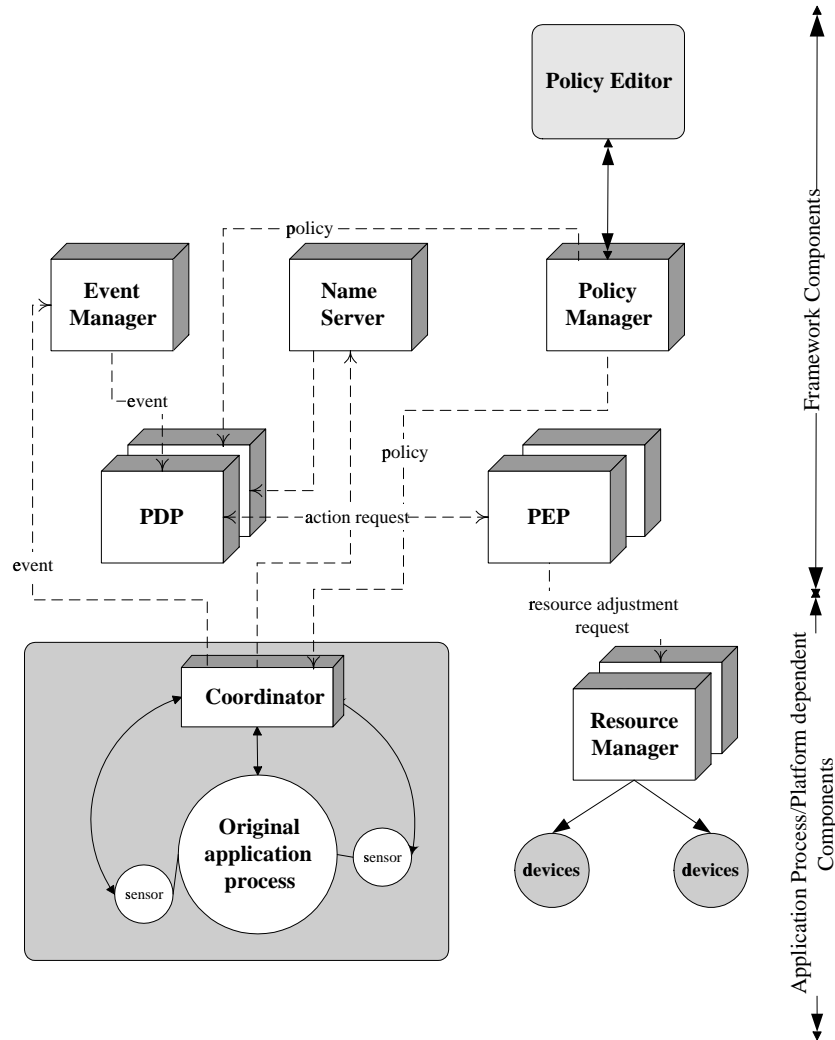 Policy Editor
policy
Event
Manager
Name
Server
Policy
Manager
event
policy
PDP
action request
PEP
event
resource adjustment
request
Coordinator
Resource
Manager
Original
application
process
sensor
sensor
devices
devices
Framework Components
Application Process/Platform dependent
Components